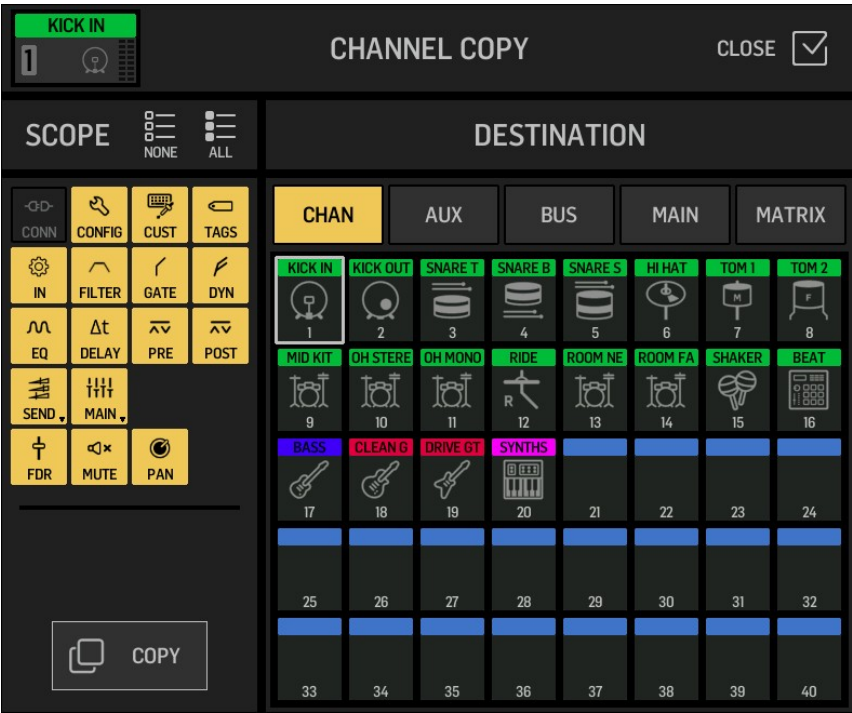 KICK IN
1
CHANNEL COPY
CLOSE
SCOPE
NONE
ALL
DESTINATION
CONN CONFIG CUST TAGS
IN FILTER GATE DYN
Δt
EQ DELAY PRE POST
SEND MAIN
FDR MUTE PAN
COPY
CHAN AUX BUS MAIN MATRIX
KICK IN KICK OUT SNARE T SNARE B SNARE S HI HAT TOM 1 TOM 2
M F
1 2 3 4 5 6 7 8
MID KIT OH STERE OH MONO RIDE ROOM NE ROOM FA SHAKER BEAT
R
9 10 11 12 13 14 15 16
BASS CLEAN G DRIVE GT SYNTHS
17 18 19 20 21 22 23 24
25 26 27 28 29 30 31 32
33 34 35 36 37 38 39 40